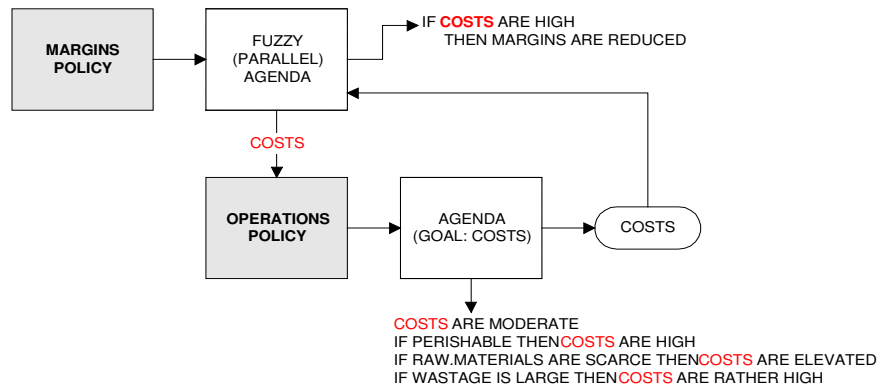 IF COSTS ARE HIGH
THEN MARGINS ARE REDUCED
MARGINS
POLICY
FUZZY
(PARALLEL)
AGENDA
COSTS
OPERATIONS
POLICY
AGENDA
(GOAL: COSTS)
COSTS
COSTS ARE MODERATE
IF PERISHABLE THENCOSTS ARE HIGH
IF RAW.MATERIALS ARE SCARCE THENCOSTS ARE ELEVATED
IF WASTAGE IS LARGE THENCOSTS ARE RATHER HIGH